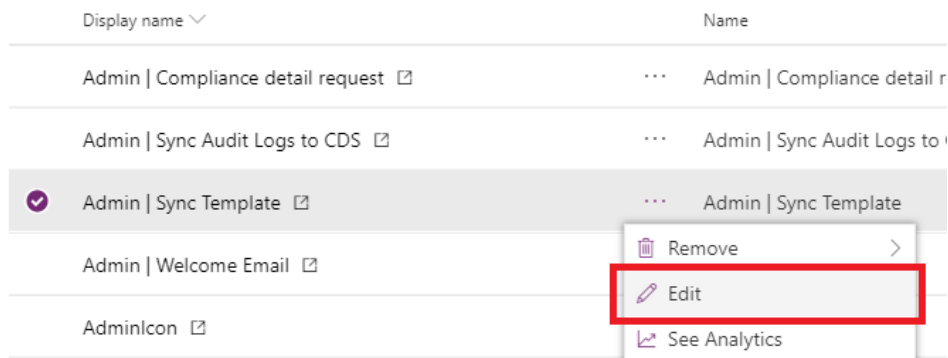 Display name Name
Admin | Compliance detail request ··· Admin | Compliance detail
Admin | Sync Audit Logs to CDS ··· Admin | Sync Audit Logs to
Admin | Sync Template ··· Admin | Sync Template
Remove
Admin | Welcome Email
Edit
AdminIcon
See Analytics